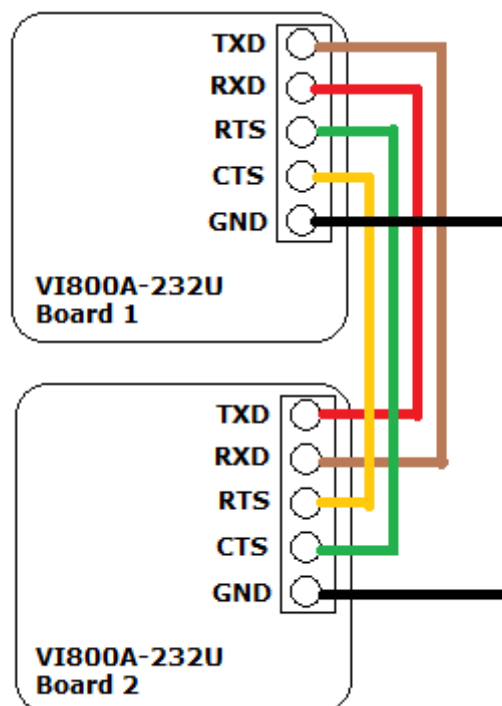 TXD
RXD
RTS
CTS
GND
VI800A-232U
Board 1
TXD
RXD
RTS
CTS
GND
VI800A-232U
Board 2